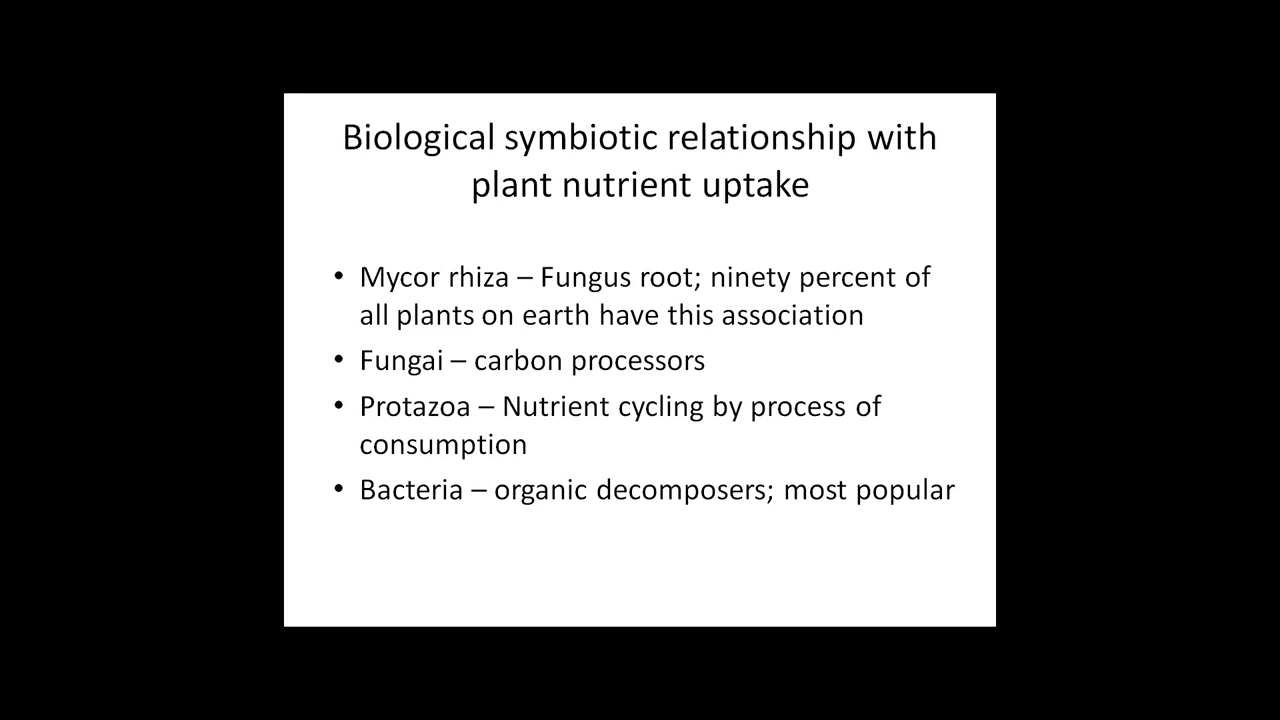 Biological symbiotic relationship with
plant nutrient uptake
• Mycor rhiza – Fungus root; ninety percent of
all plants on earth have this association
• Fungai – carbon processors
• Protazoa – Nutrient cycling by process of
consumption
• Bacteria – organic decomposers; most popular